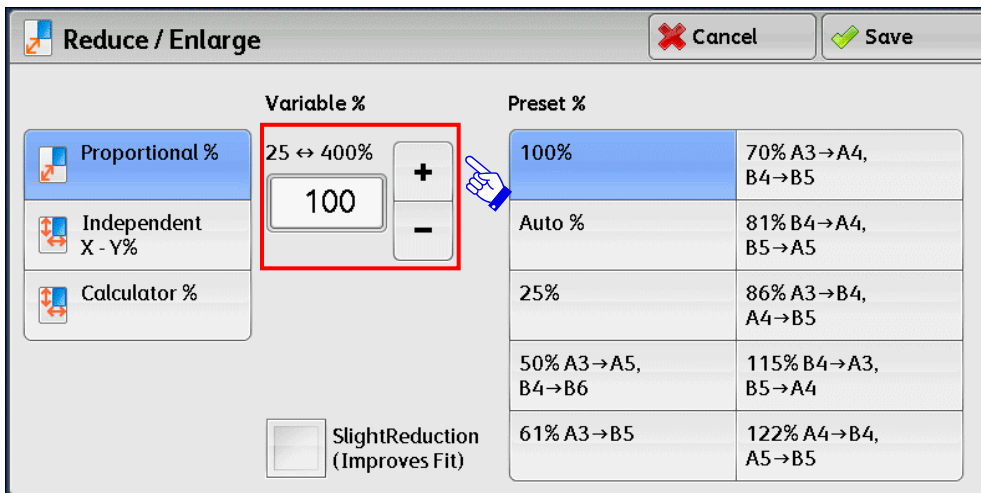 Reduce / Enlarge
Cancel
Save
Variable %
Preset %
Proportional %
Independent
X - Y%
Calculator %
25 ↔ 400%
100
+
−
SlightReduction
(Improves Fit)
100%
70% A3→A4,
B4→B5
Auto %
81% B4→A4,
B5→A5
25%
86% A3→B4,
A4→B5
50% A3→A5,
B4→B6
115% B4→A3,
B5→A4
61% A3→B5
122% A4→B4,
A5→B5